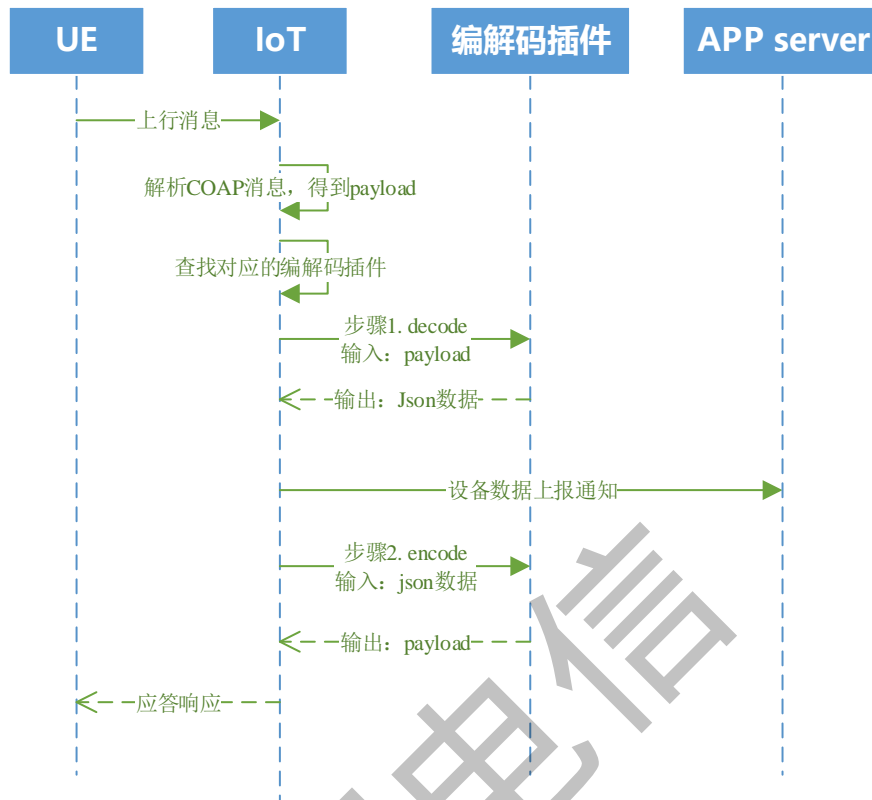 UE
IoT
编解码插件
APP server
上行消息
解析COAP消息，得到payload
查找对应的编解码插件
步骤1. decode
输入：payload
输出：Json数据
设备数据上报通知
步骤2. encode
输入：json数据
输出：payload
应答响应
电信